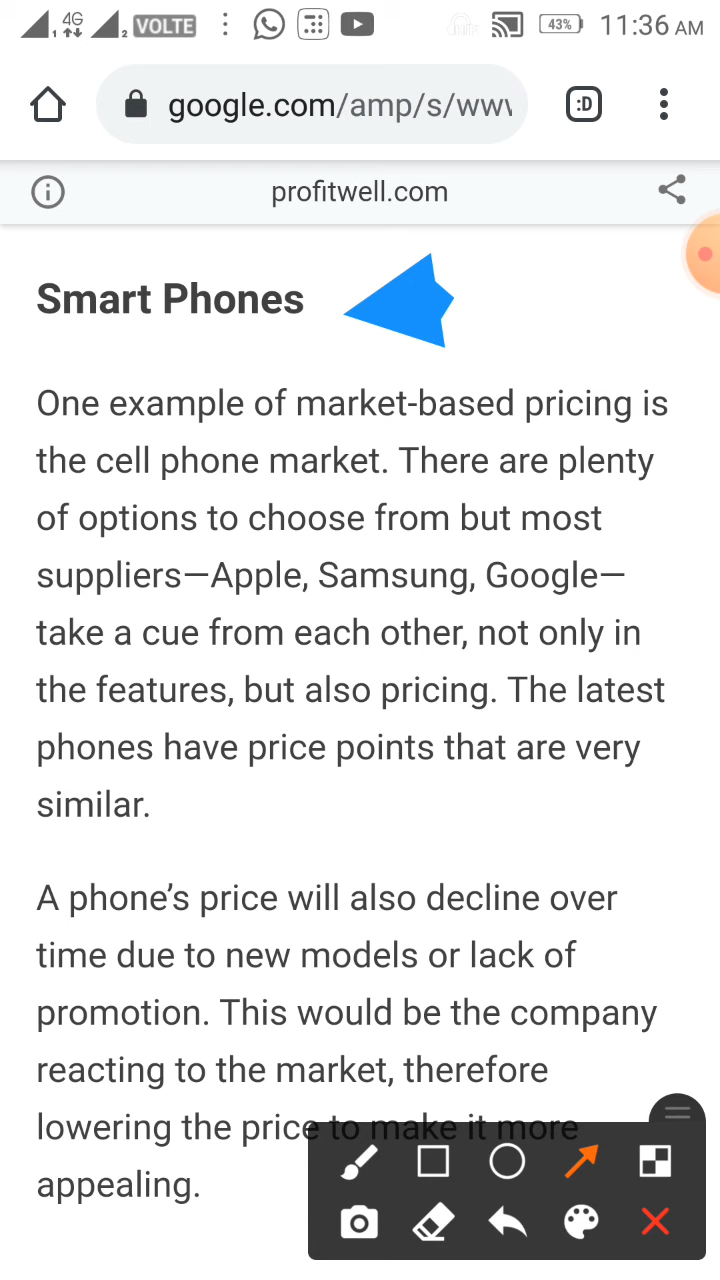 4G
1 2 VOLTE 43% 11:36 AM
google.com/amp/s/www
:D
profitwell.com
Smart Phones
One example of market-based pricing is
the cell phone market. There are plenty
of options to choose from but most
suppliers—Apple, Samsung, Google—
take a cue from each other, not only in
the features, but also pricing. The latest
phones have price points that are very
similar.
A phone’s price will also decline over
time due to new models or lack of
promotion. This would be the company
reacting to the market, therefore
lowering the price to make it more
appealing.